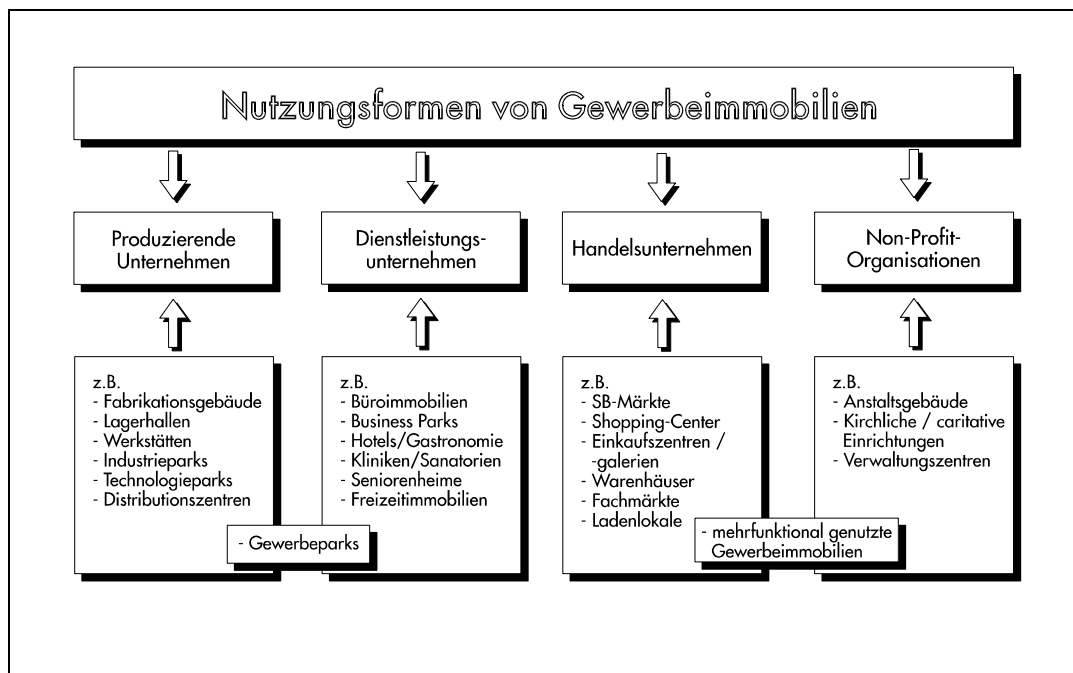 Nutzungsformen von Gewerbeimmobilien
Produzierende
Unternehmen
Dienstleistungs-
unternehmen
Handelsunternehmen
Non-Profit-
Organisationen
z.B.
- Fabrikationsgebäude
- Lagerhallen
- Werkstätten
- Industrieparks
- Technologieparks
- Distributionszentren
z.B.
- Büroimmobilien
- Business Parks
- Hotels/Gastronomie
- Kliniken/Sanatorien
- Seniorenheime
- Freizeitimmobilien
- Gewerbeparks
z.B.
- SB-Märkte
- Shopping-Center
- Einkaufszentren /
-galerien
- Warenhäuser
- Fachmärkte
- Ladenlokale
z.B.
- Anstaltsgebäude
- Kirchliche / caritative
Einrichtungen
- Verwaltungszentren
- mehrfunktional genutzte
Gewerbeimmobilien